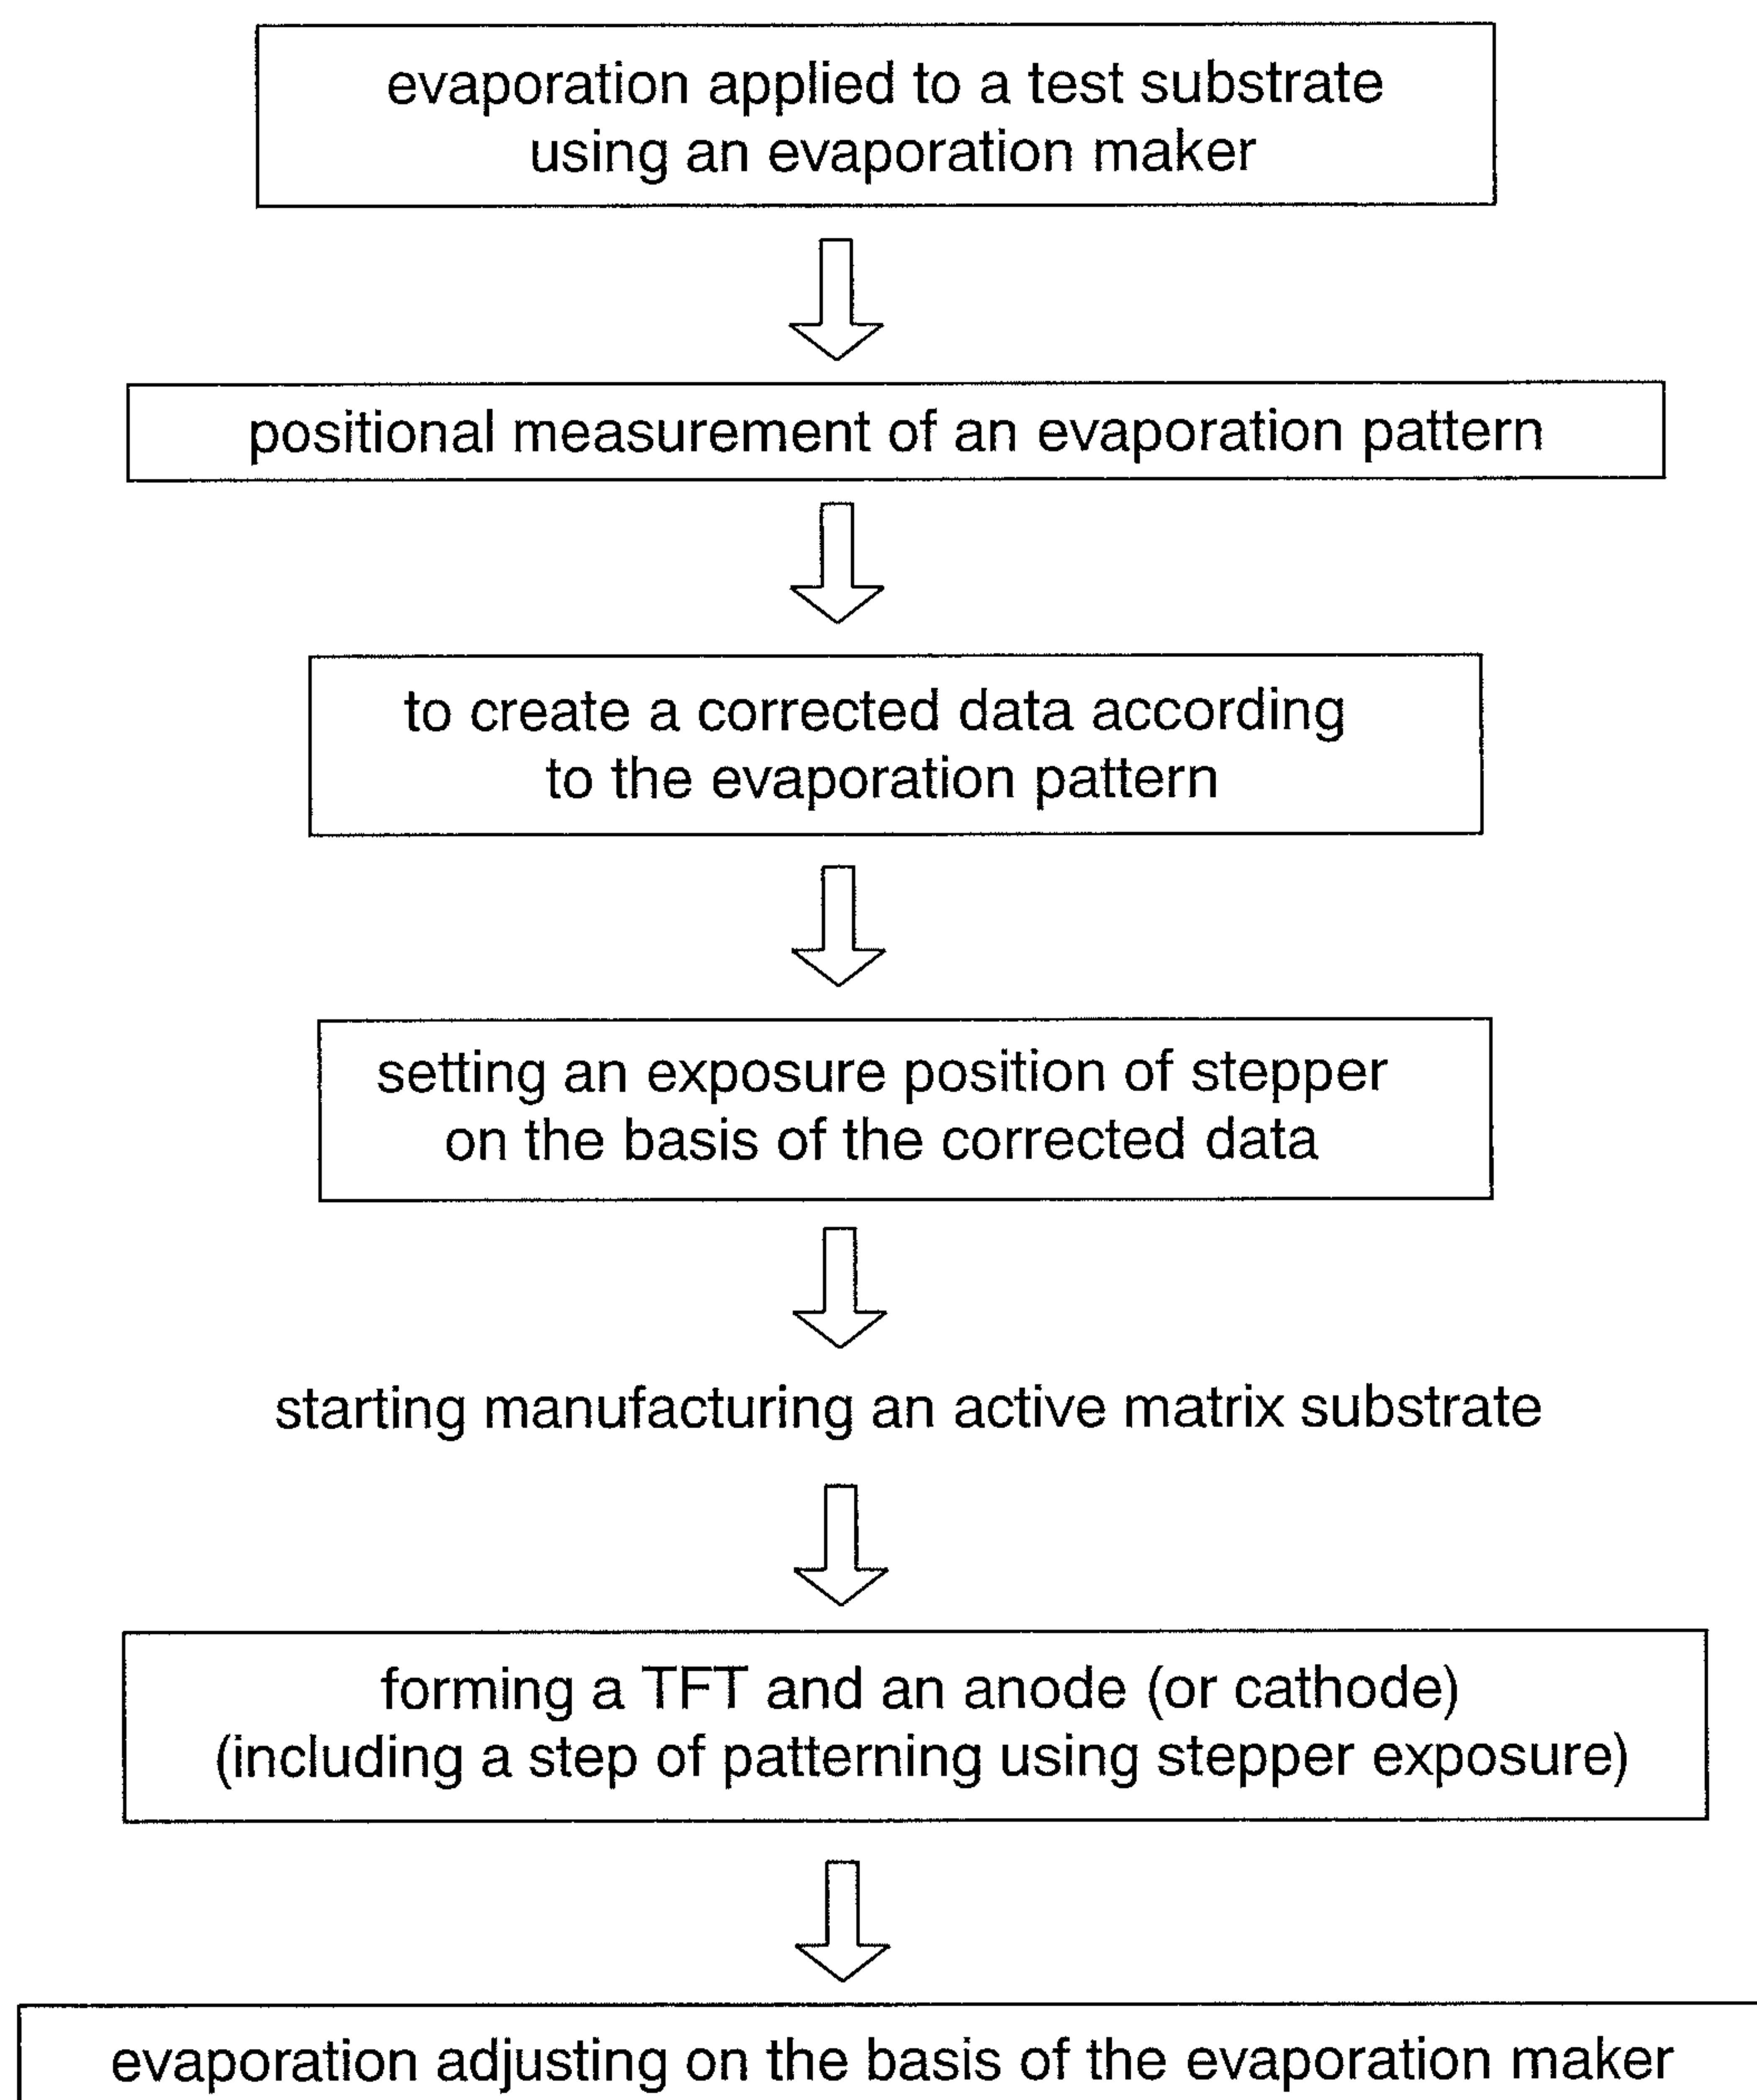 evaporation applied to a test substrate
using an evaporation maker
positional measurement of an evaporation pattern
to create a corrected data according
to the evaporation pattern
setting an exposure position of stepper
on the basis of the corrected data
starting manufacturing an active matrix substrate
forming a TFT and an anode (or cathode)
(including a step of patterning using stepper exposure)
evaporation adjusting on the basis of the evaporation maker